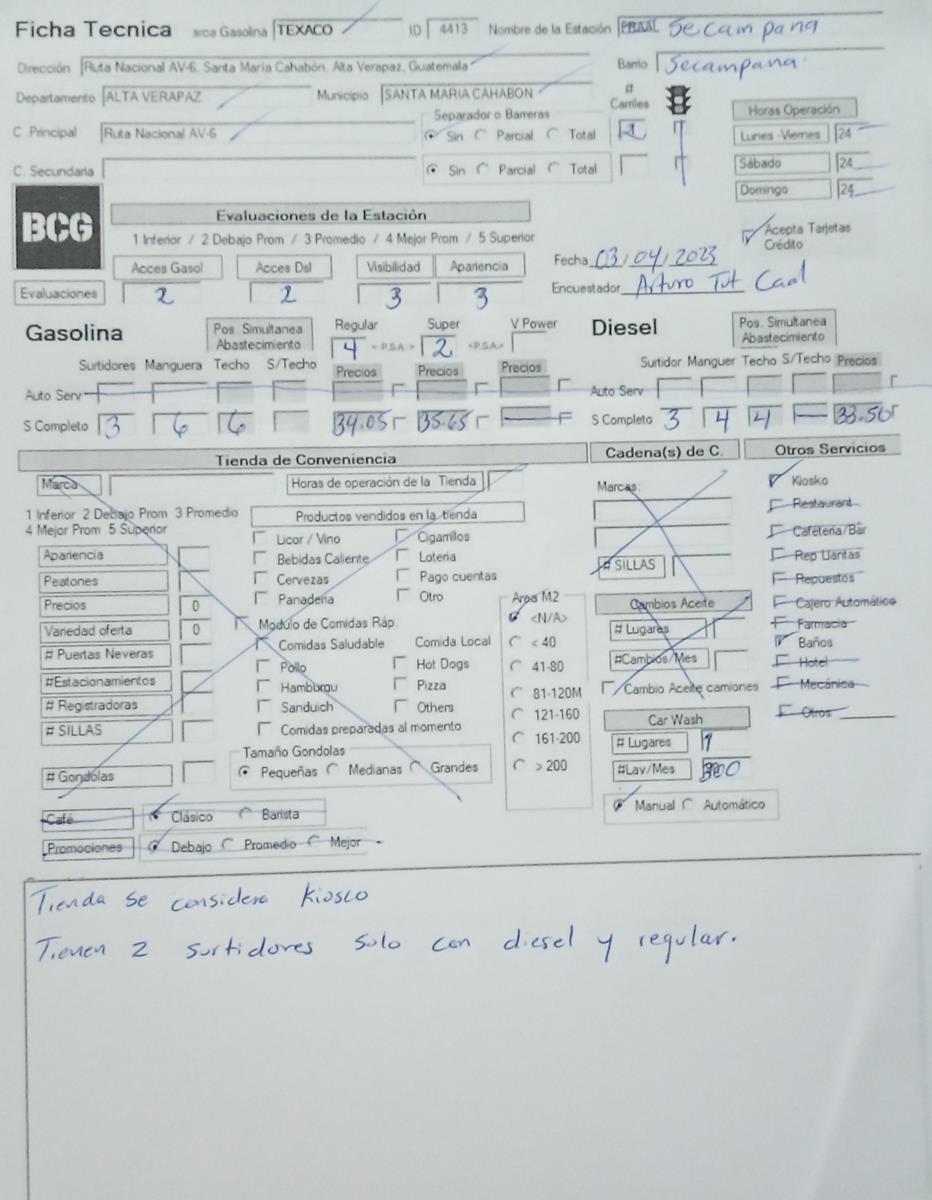 Ficha Tecnica arca Gasolina TEXACO ID 4413 Nombre de la Estación PBAAL Secampana
Dirección Ruta Nacional AV-6, Santa María Cahabón, Alta Verapaz, Guatemala Barrio Secampana
Departamento ALTA VERAPAZ Municipio SANTA MARIA CAHABON # Carriles
Separador o Barreras Horas Operación
C. Principal Ruta Nacional AV-6 Sin Parcial Total Lunes -Viernes 24
C. Secundaria Sin Parcial Total Sábado 24
Domingo 24
BCG Evaluaciones de la Estación
1 Inferior / 2 Debajo Prom / 3 Promedio / 4 Mejor Prom / 5 Superior Acepta Tarjetas Crédito
Acces Gasol Acces Dsl Visibilidad Apariencia Fecha 03/04/2023
Evaluaciones 2 2 3 3 Encuestador Arturo Tut Caal
Gasolina Pos. Simultanea Abastecimiento Regular Super V Power Diesel Pos. Simultanea Abastecimiento
4 <P.S.A.> 2 <P.S.A.>
Surtidores Manguera Techo S/Techo Precios Precios Precios Surtidor Manguer Techo S/Techo Precios
Auto Serv Auto Serv
S Completo 3 6 6 34.05 35.65 S Completo 3 4 4 33.50
Tienda de Conveniencia Cadena(s) de C. Otros Servicios
Marca Horas de operación de la Tienda Marcas: Kiosko
1 Inferior 2 Debajo Prom 3 Promedio Productos vendidos en la tienda Restaurant
4 Mejor Prom 5 Superior Licor / Vino Cigarrillos Cafetería/Bar
Apariencia Bebidas Caliente Loteria # SILLAS Rep Llantas
Peatones Cervezas Pago cuentas Repuestos
Precios 0 Panaderia Otro Area M2 Cambios Aceite Cajero Automático
Variedad oferta 0 Modulo de Comidas Ráp. <N/A> # Lugares Farmacia
Comidas Saludable Comida Local < 40 Baños
# Puertas Neveras Pollo Hot Dogs 41-80 #Cambios/Mes Hotel
#Estacionamientos Hamburgu Pizza 81-120M Cambio Aceite camiones Mecánica
# Registradoras Sanduich Others 121-160 Car Wash Otros
# SILLAS Comidas preparadas al momento 161-200 # Lugares 1
Tamaño Gondolas
# Gondolas Pequeñas Medianas Grandes > 200 #Lav/Mes 300
Café Clásico Barista Manual Automático
Promociones Debajo Promedio Mejor
Tienda se considera kiosco
Tienen 2 surtidores solo con diesel y regular.